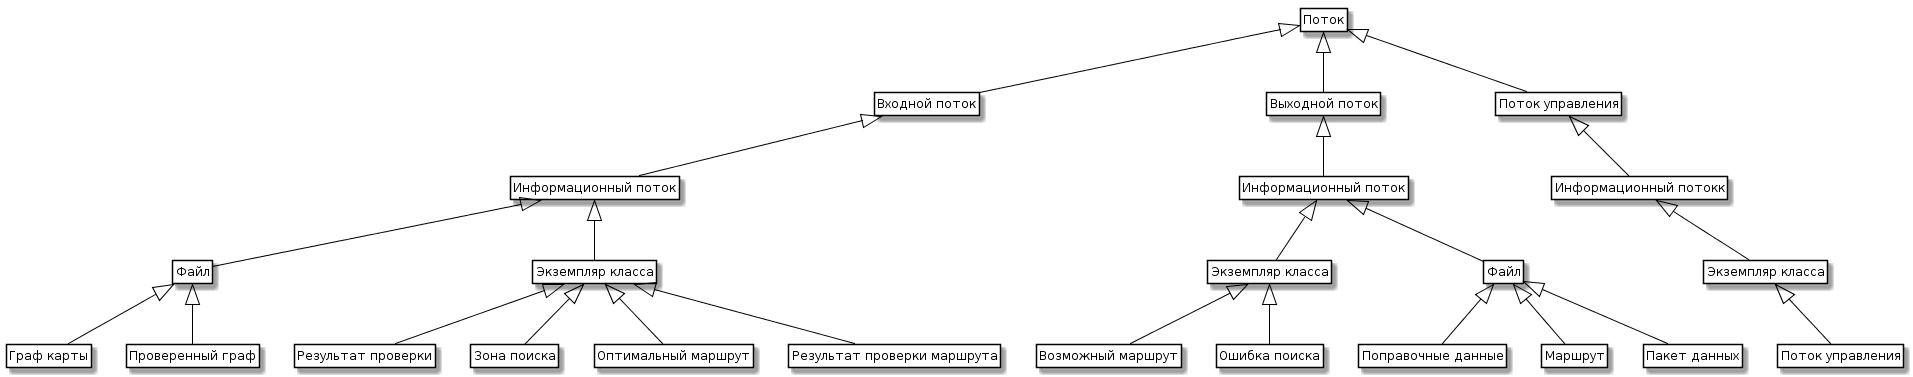 Поток
Входной поток
Выходной поток
Поток управления
Информационный поток
Информационный поток
Информационный потокк
Файл
Экземпляр класса
Экземпляр класса
Файл
Экземпляр класса
Граф карты
Проверенный граф
Результат проверки
Зона поиска
Оптимальный маршрут
Результат проверки маршрута
Возможный маршрут
Ошибка поиска
Поправочные данные
Маршрут
Пакет данных
Поток управления